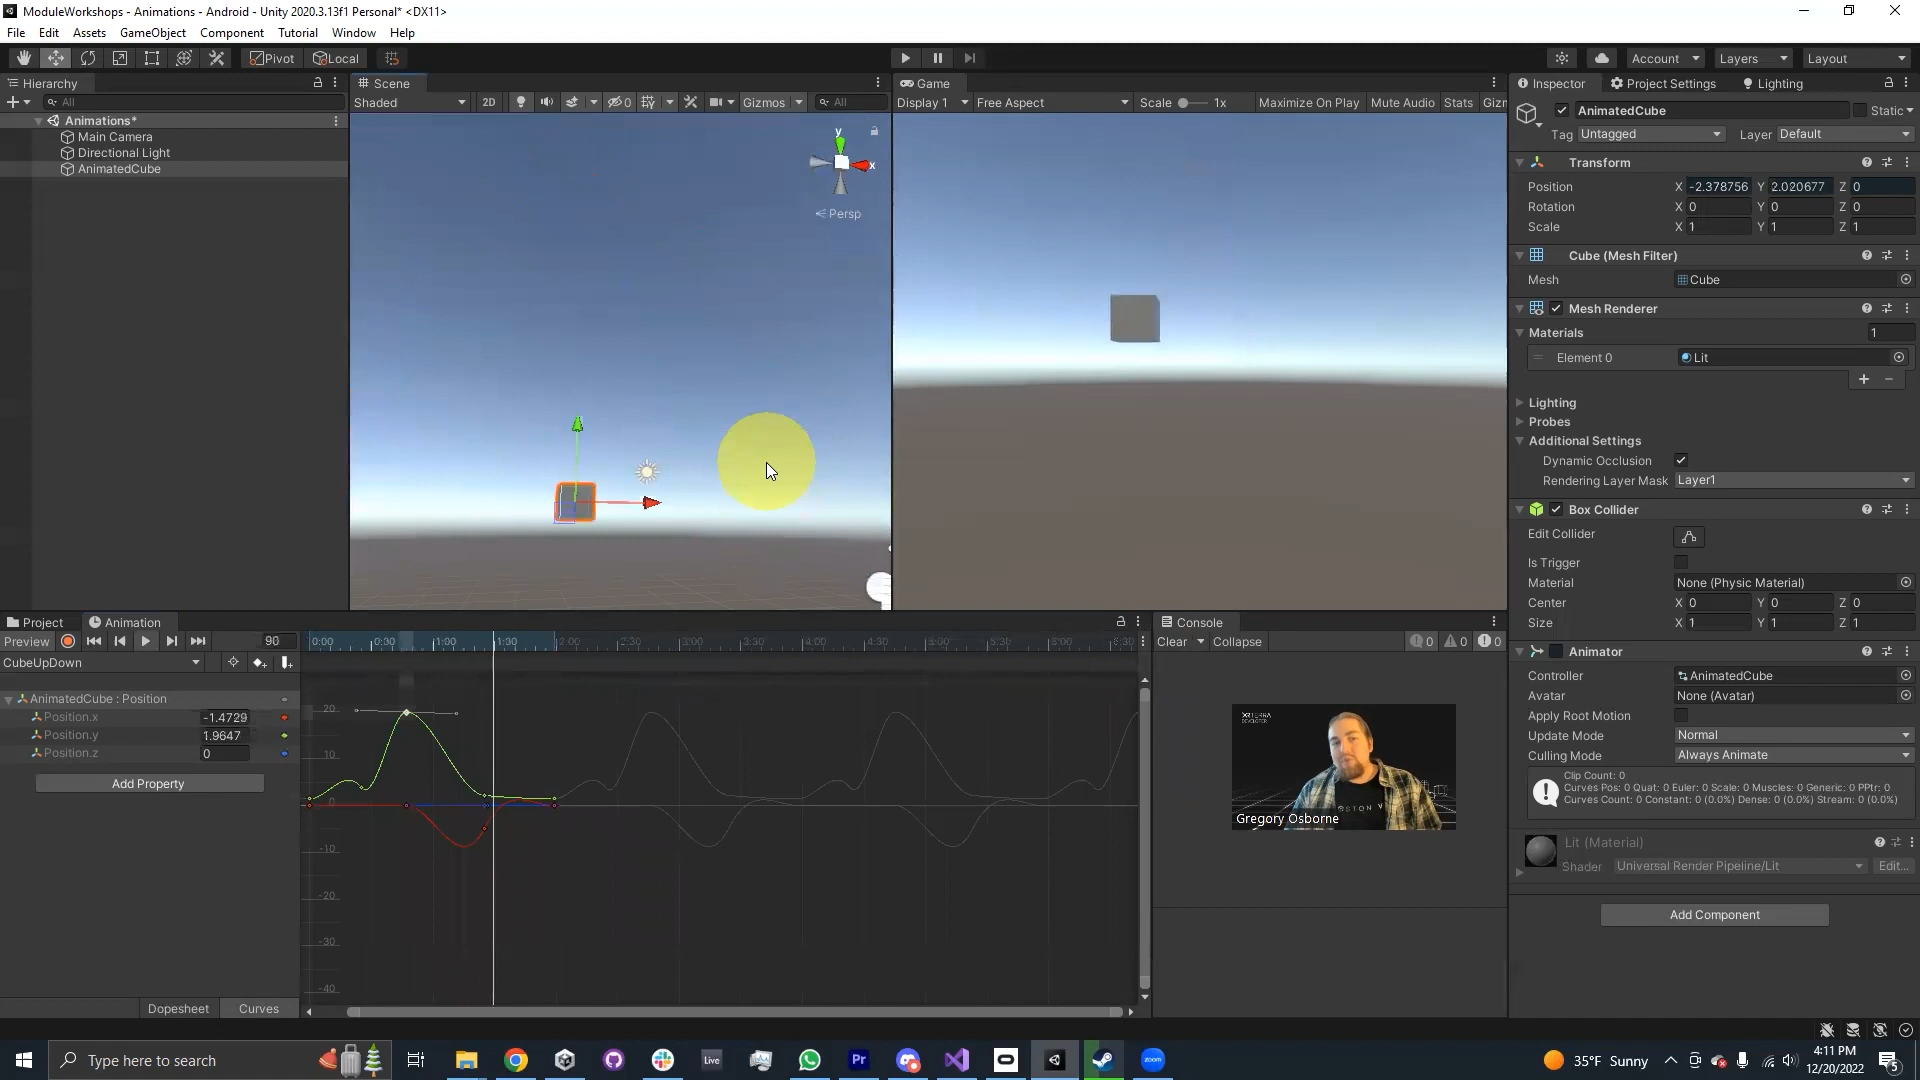 ModuleWorkshops - Animations - Android - Unity 2020.3.13f1 Personal* <DX11>
File Edit Assets GameObject Component Tutorial Window Help
Pivot Local
Account Layers Layout
Hierarchy
All
Animations*
Main Camera
Directional Light
AnimatedCube
Scene
Shaded 2D 0 Gizmos All
y
x
Persp
Game
Display 1 Free Aspect Scale 1x Maximize On Play Mute Audio Stats Giz
Inspector Project Settings Lighting
AnimatedCube Static
Tag Untagged Layer Default
Transform
Position X -2.378756 Y 2.020677 Z 0
Rotation X 0 Y 0 Z 0
Scale X 1 Y 1 Z 1
Cube (Mesh Filter)
Mesh Cube
Mesh Renderer
Materials 1
Element 0 Lit
Lighting
Probes
Additional Settings
Dynamic Occlusion
Rendering Layer Mask Layer1
Box Collider
Edit Collider
Is Trigger
Material None (Physic Material)
Center X 0 Y 0 Z 0
Size X 1 Y 1 Z 1
Animator
Controller AnimatedCube
Avatar None (Avatar)
Apply Root Motion
Update Mode Normal
Culling Mode Always Animate
Clip Count: 0
Curves Pos: 0 Quat: 0 Euler: 0 Scale: 0 Muscles: 0 Generic: 0 PPtr: 0
Curves Count: 0 Constant: 0 (0.0%) Dense: 0 (0.0%) Stream: 0 (0.0%)
Lit (Material)
Shader Universal Render Pipeline/Lit Edit...
Add Component
Project Animation
Preview 90
CubeUpDown
AnimatedCube : Position
Position.x -1.4729
Position.y 1.9647
Position.z 0
Add Property
Dopesheet Curves
0:00 0:30 1:00 1:30 2:00 2:30 3:00 3:30 4:00 4:30 5:00 5:30 6:00 6:30
20
10
0
-10
-20
-30
-40
Console
Clear Collapse 0 0 0
XRTERRA
DEVELOPER
Gregory Osborne
Type here to search
Live
Pr
zoom
35°F Sunny
4:11 PM
12/20/2022
5